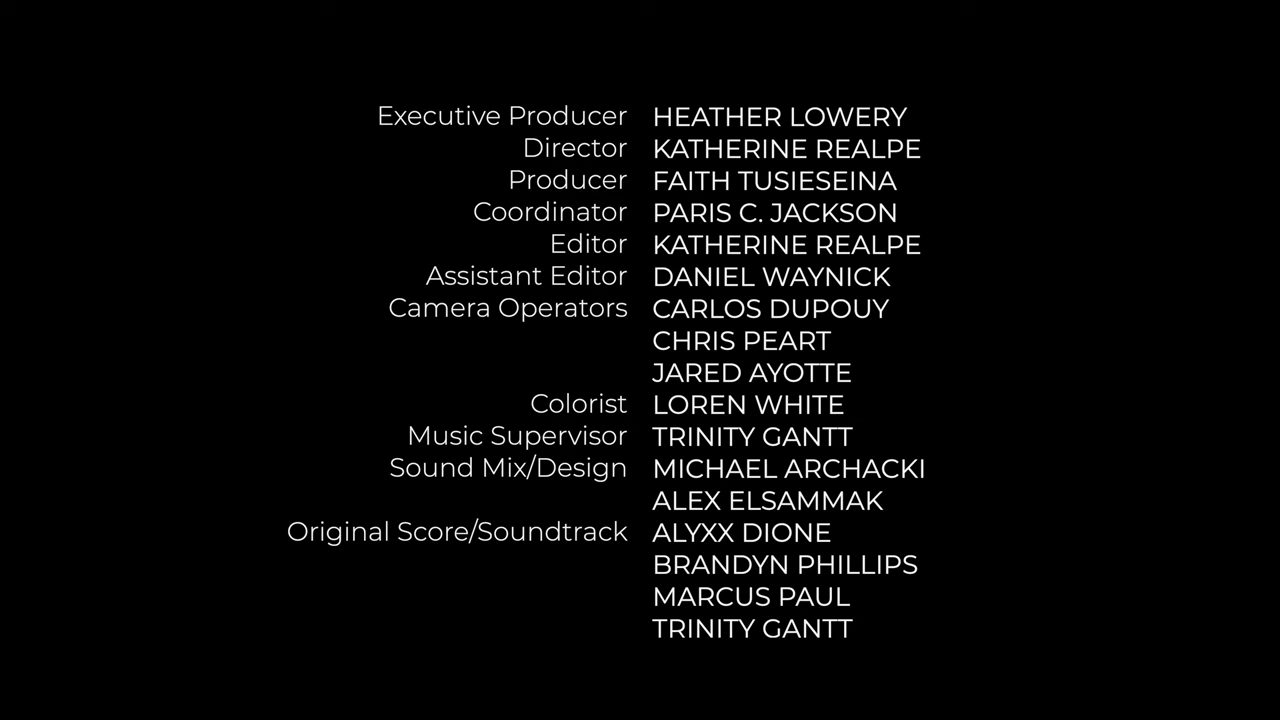 Executive Producer HEATHER LOWERY
Director KATHERINE REALPE
Producer FAITH TUSIESEINA
Coordinator PARIS C. JACKSON
Editor KATHERINE REALPE
Assistant Editor DANIEL WAYNICK
Camera Operators CARLOS DUPOUY
CHRIS PEART
JARED AYOTTE
Colorist LOREN WHITE
Music Supervisor TRINITY GANTT
Sound Mix/Design MICHAEL ARCHACKI
ALEX ELSAMMAK
Original Score/Soundtrack ALYXX DIONE
BRANDYN PHILLIPS
MARCUS PAUL
TRINITY GANTT